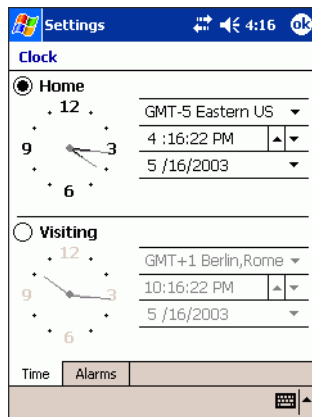 Settings 4:16 ok
Clock
Home
12
9 3
6
GMT-5 Eastern US
4 :16:22 PM
5 /16/2003
Visiting
12
9 3
6
GMT+1 Berlin,Rome
10:16:22 PM
5 /16/2003
Time Alarms